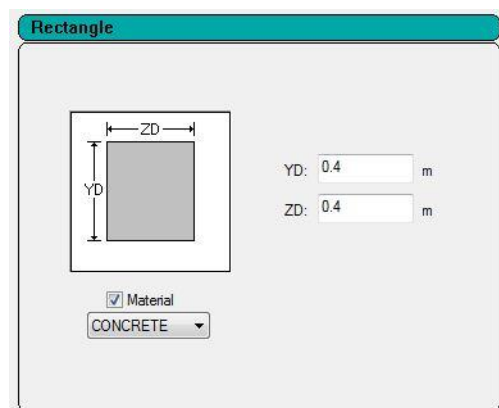 Rectangle
ZD
YD
YD: 0.4 m
ZD: 0.4 m
Material
CONCRETE